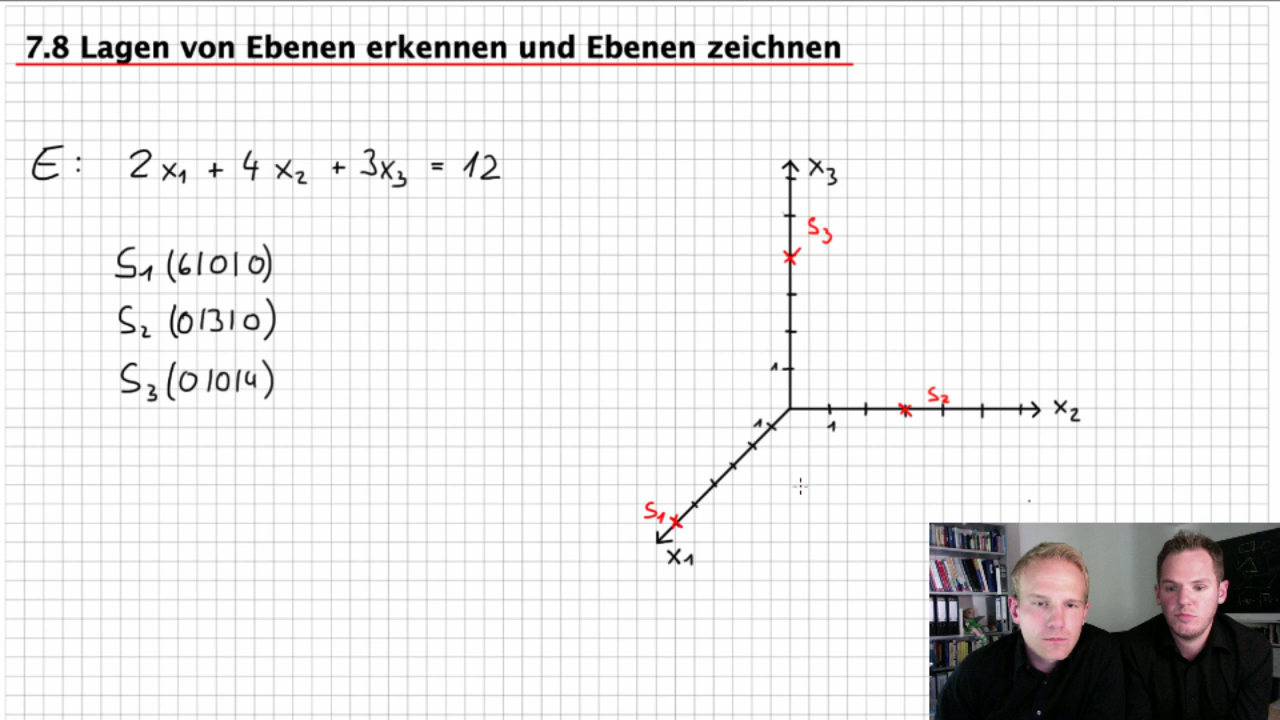 7.8 Lagen von Ebenen erkennen und Ebenen zeichnen
E: 2x₁ + 4x₂ + 3x₃ = 12
S₁ (6|0|0)
S₂ (0|3|0)
S₃ (0|0|4)
x₃
S₃
1
S₂
x₂
1
1
S₁
x₁